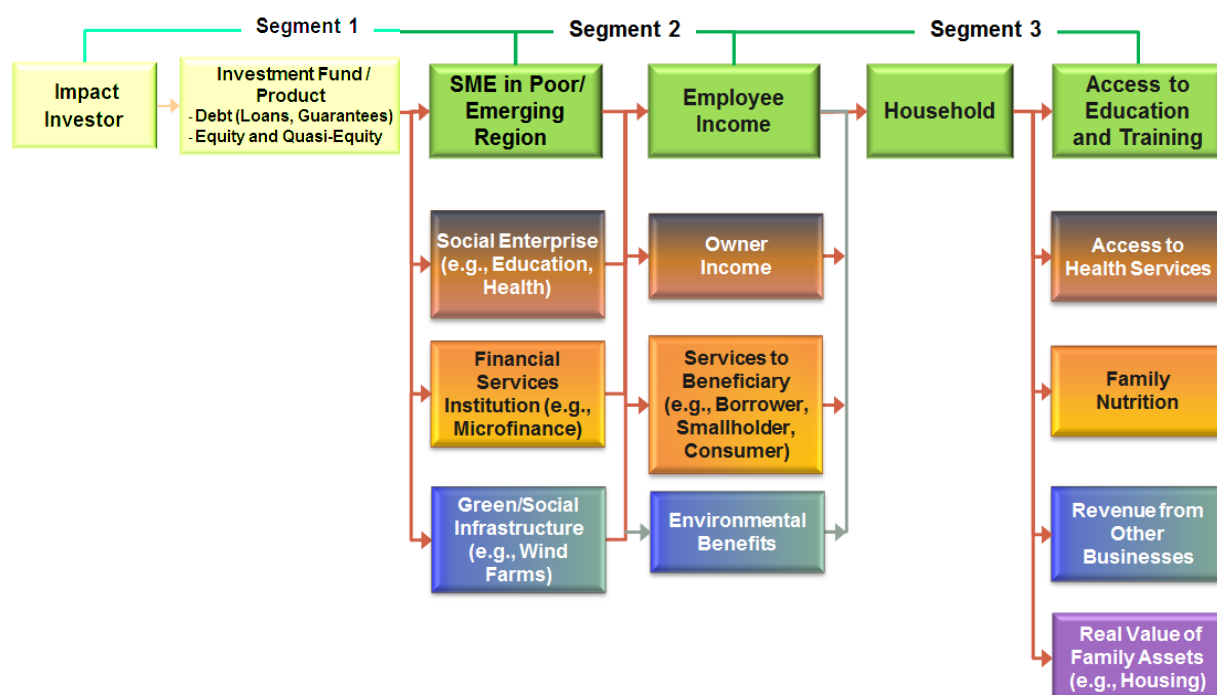 Segment 1
Segment 2
Segment 3
Impact
Investor
Investment Fund /
Product
- Debt (Loans, Guarantees)
- Equity and Quasi-Equity
SME in Poor/
Emerging
Region
Employee
Income
Household
Access to
Education
and Training
Social Enterprise
(e.g., Education,
Health)
Owner
Income
Access to
Health Services
Financial
Services
Institution (e.g.,
Microfinance)
Services to
Beneficiary
(e.g., Borrower,
Smallholder,
Consumer)
Family
Nutrition
Green/Social
Infrastructure
(e.g., Wind
Farms)
Environmental
Benefits
Revenue from
Other
Businesses
Real Value of
Family Assets
(e.g., Housing)